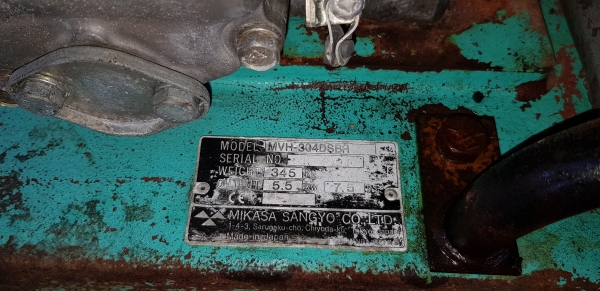 MODEL MVH-304DSBH
SERIAL NO.
WEIGHT 345
5.5 7.5
MIKASA SANGYO CO., LTD.
1-4-3, Sarugaku-cho, Chiyoda-k
Made in Japan